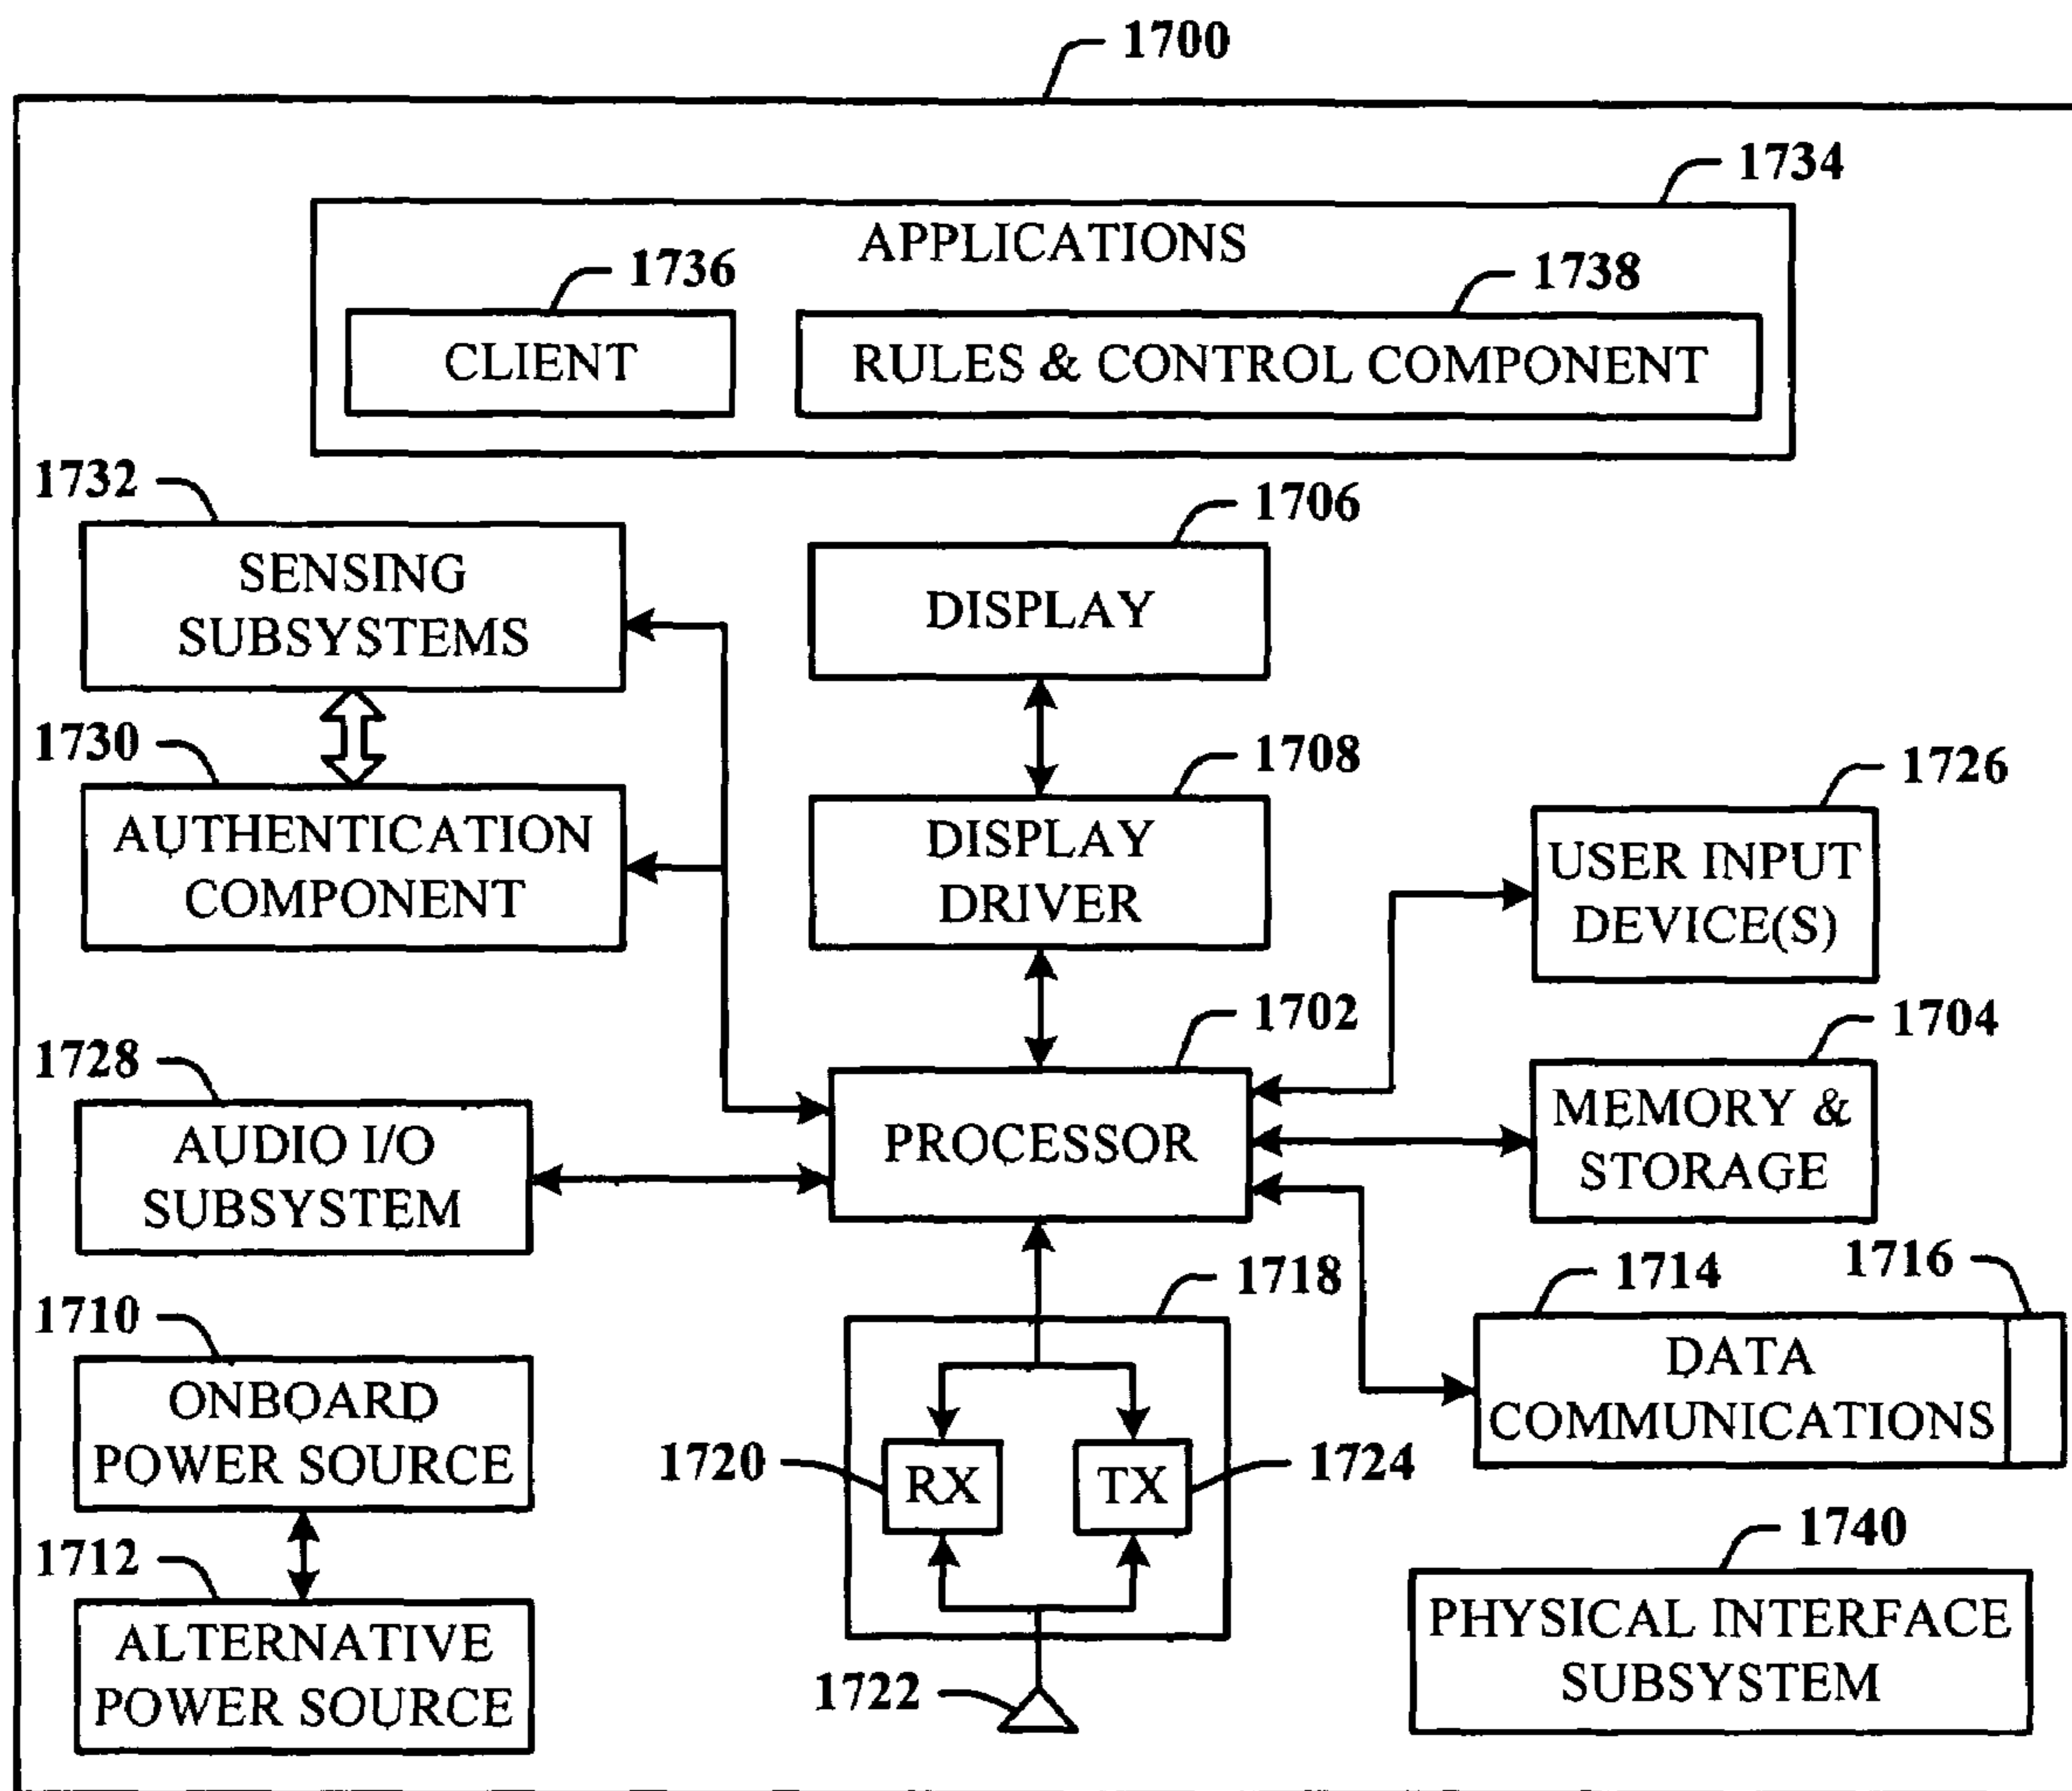 1700
1734
APPLICATIONS
1736
1738
CLIENT
RULES & CONTROL COMPONENT
1732
SENSING
SUBSYSTEMS
1706
DISPLAY
1730
AUTHENTICATION
COMPONENT
1708
DISPLAY
DRIVER
1726
USER INPUT
DEVICE(S)
1702
PROCESSOR
1704
MEMORY &
STORAGE
1728
AUDIO I/O
SUBSYSTEM
1718
1714
1716
DATA
COMMUNICATIONS
1710
ONBOARD
POWER SOURCE
1720
RX
TX
1724
1712
ALTERNATIVE
POWER SOURCE
1722
1740
PHYSICAL INTERFACE
SUBSYSTEM